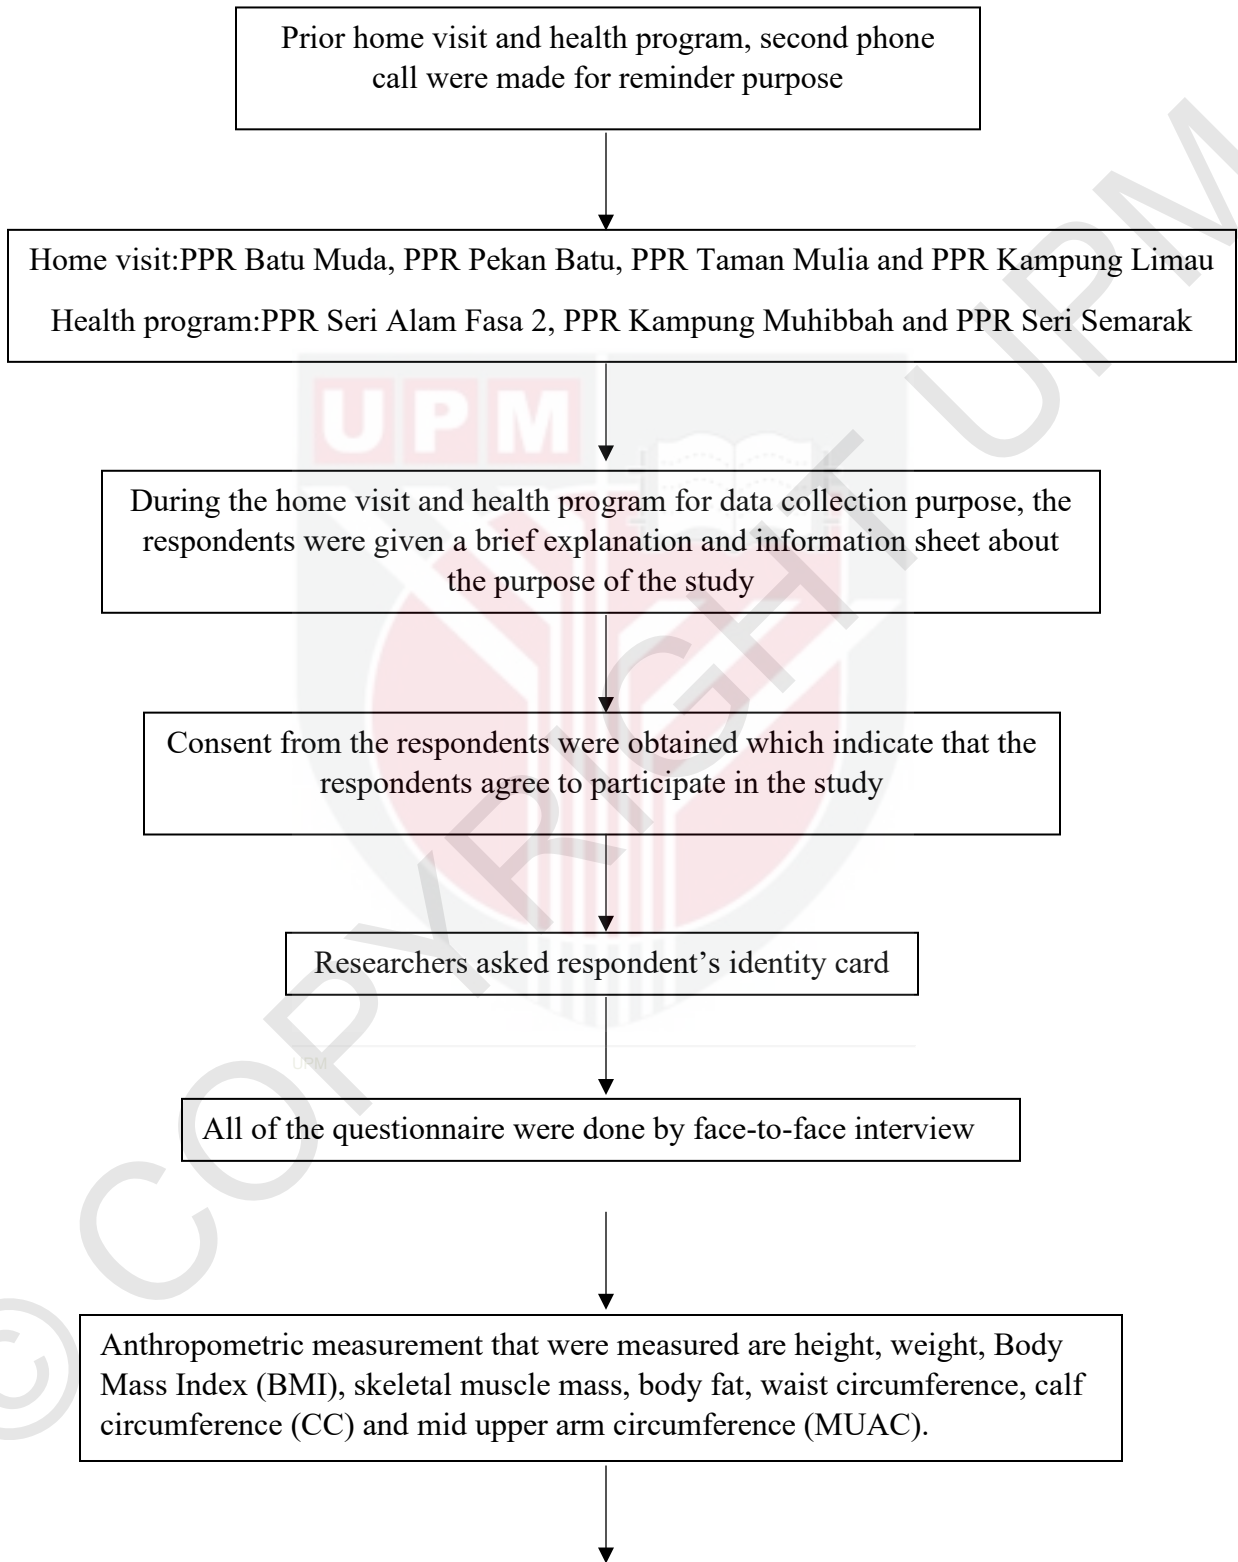 Prior home visit and health program, second phone
call were made for reminder purpose
Home visit:PPR Batu Muda, PPR Pekan Batu, PPR Taman Mulia and PPR Kampung Limau
Health program:PPR Seri Alam Fasa 2, PPR Kampung Muhibbah and PPR Seri Semarak
UPM
During the home visit and health program for data collection purpose, the
respondents were given a brief explanation and information sheet about
the purpose of the study
Consent from the respondents were obtained which indicate that the
respondents agree to participate in the study
Researchers asked respondent’s identity card
UPM
All of the questionnaire were done by face-to-face interview
Anthropometric measurement that were measured are height, weight, Body
Mass Index (BMI), skeletal muscle mass, body fat, waist circumference, calf
circumference (CC) and mid upper arm circumference (MUAC).
© COPYRIGHT UPM